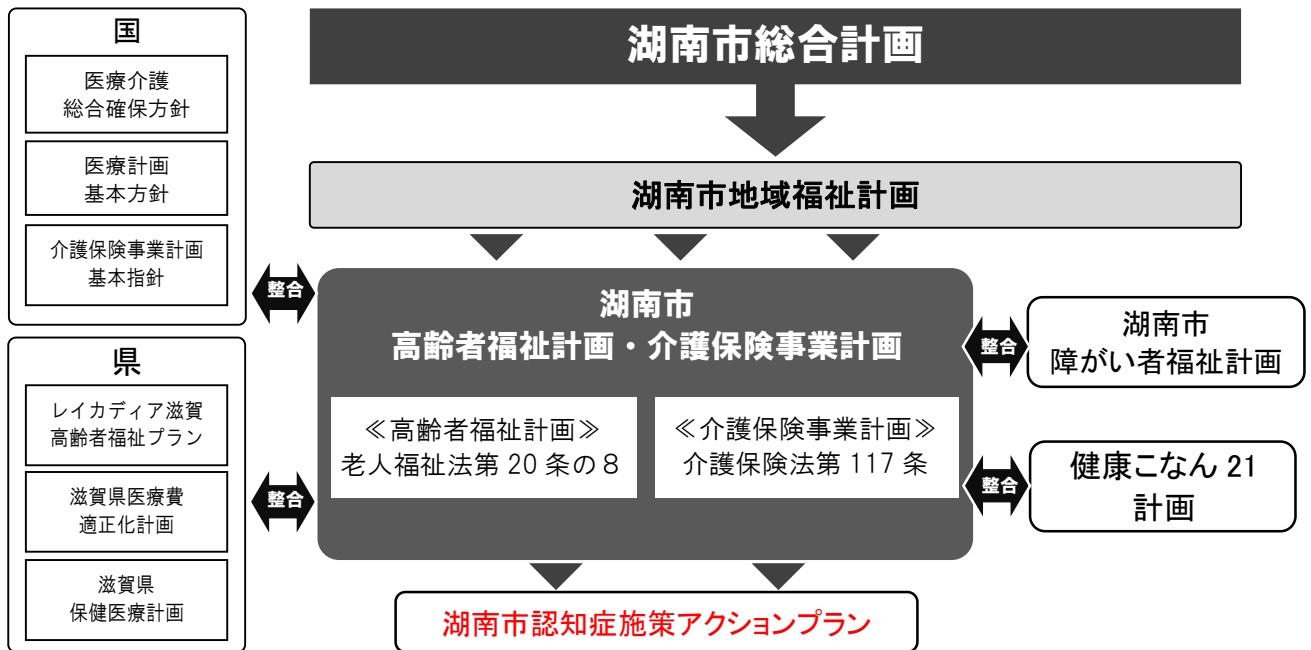 国
医療介護
総合確保方針
医療計画
基本方針
介護保険事業計画
基本指針
県
レイカディア滋賀
高齢者福祉プラン
滋賀県医療費
適正化計画
滋賀県
保健医療計画
湖南市総合計画
湖南市地域福祉計画
整合
整合
湖南市
高齢者福祉計画・介護保険事業計画
≪高齢者福祉計画≫
老人福祉法第 20 条の8
≪介護保険事業計画≫
介護保険法第 117 条
整合
整合
湖南市
障がい者福祉計画
健康こなん 21
計画
湖南市認知症施策アクションプラン